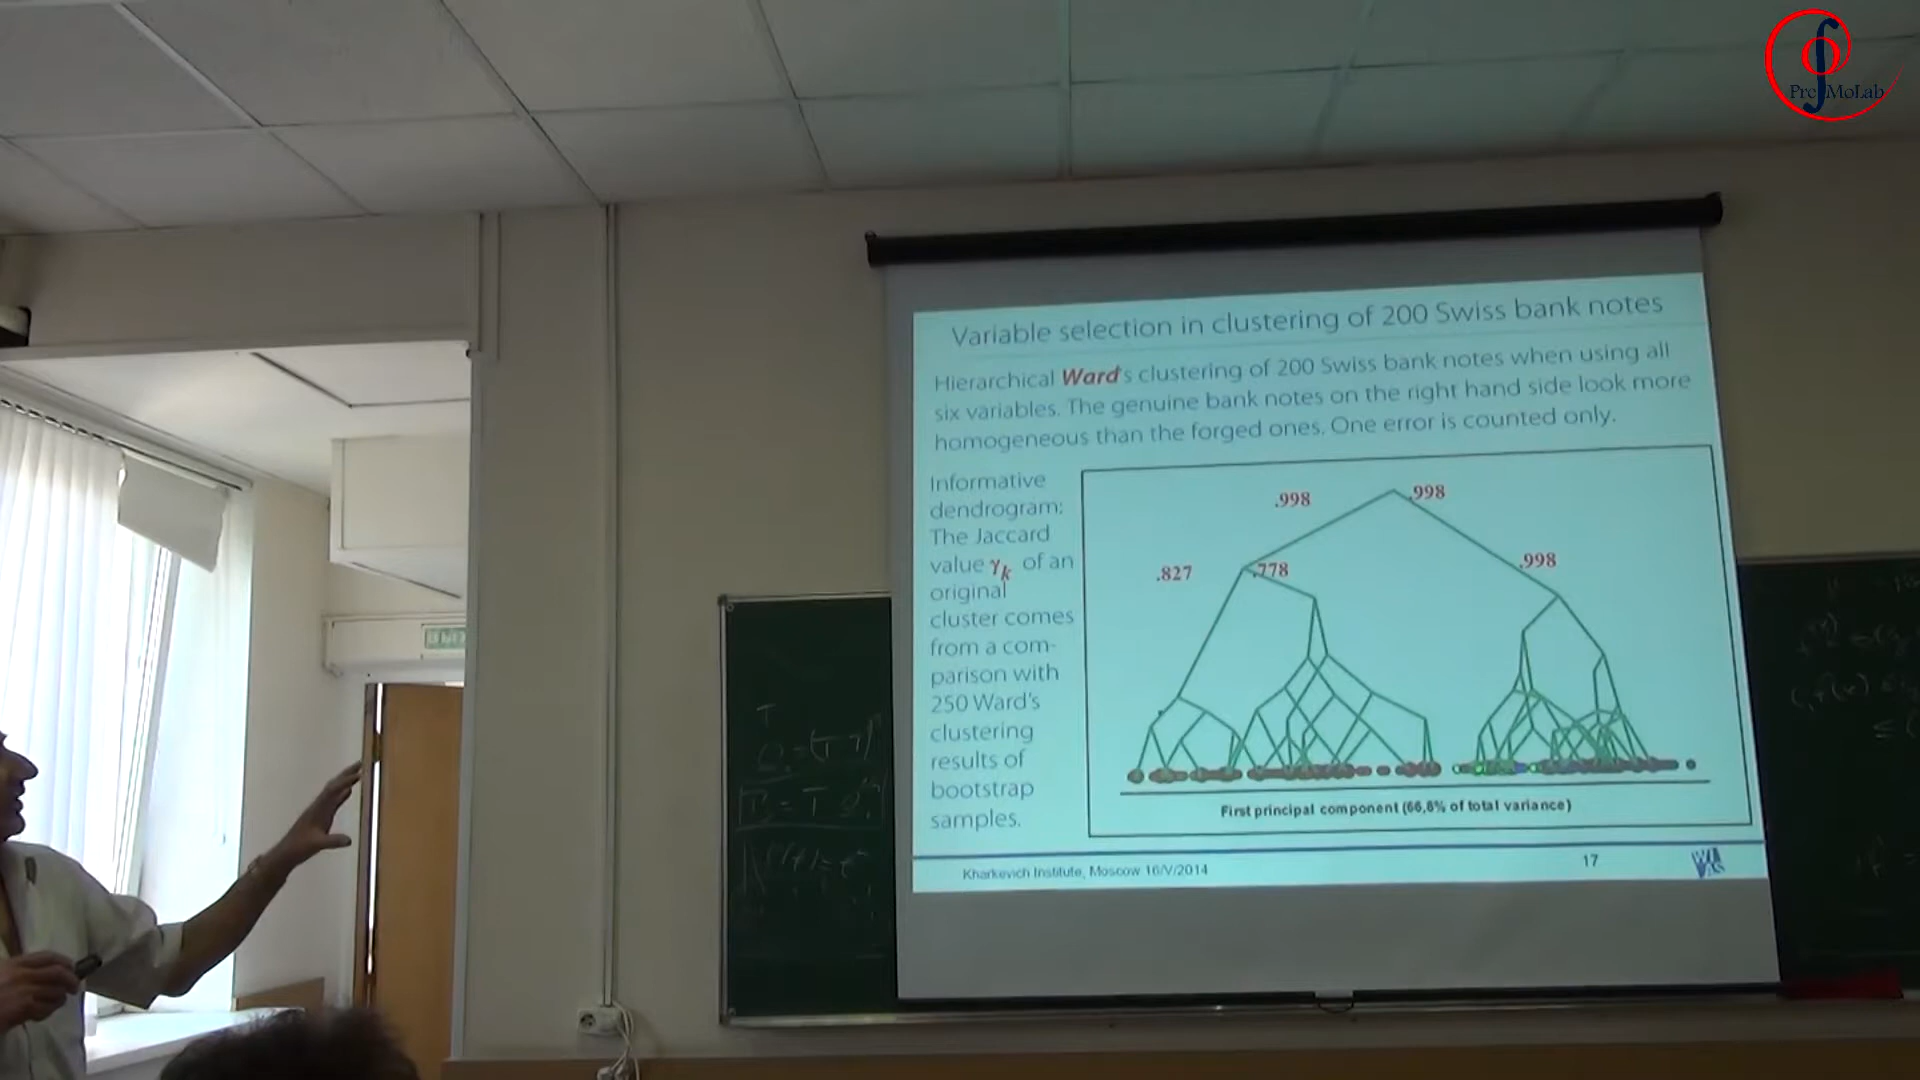 PreMoLab
Variable selection in clustering of 200 Swiss bank notes
Hierarchical Ward's clustering of 200 Swiss bank notes when using all
six variables. The genuine bank notes on the right hand side look more
homogeneous than the forged ones. One error is counted only.
Informative
dendrogram:
The Jaccard
value γk of an
original
cluster comes
from a com-
parison with
250 Ward's
clustering
results of
bootstrap
samples.
.998 .998
.827 .778 .998
First principal component (66,8% of total variance)
Kharkevich Institute, Moscow 16/V/2014
17